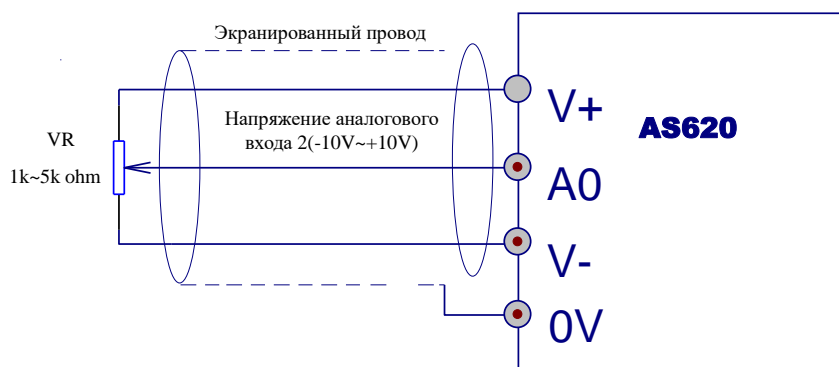 Экранированный провод
V+
Напряжение аналогового
входа 2(-10V~+10V)
AS620
VR
1k~5k ohm
A0
V-
0V